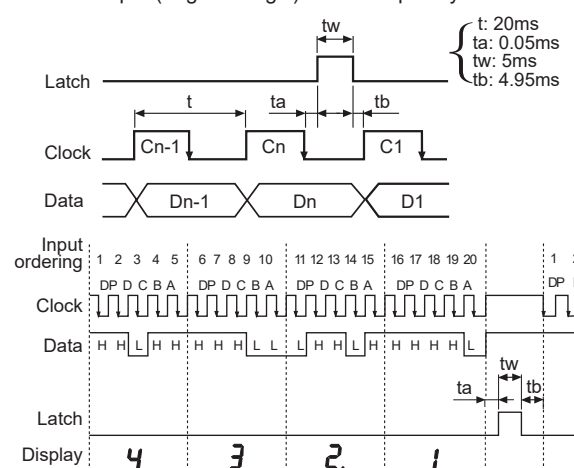 tw
t: 20ms
ta: 0.05ms
tw: 5ms
tb: 4.95ms
Latch
t ta tb
Clock Cn-1 Cn C1
Data Dn-1 Dn D1
Input ordering 1 2 3 4 5 6 7 8 9 10 11 12 13 14 15 16 17 18 19 20 1
DP D C B A DP D C B A DP D C B A DP D C B A DP
Clock
Data H H L H H H H H L L L H H L H H H H H L
tw
ta tb
Latch
Display 4 3 2. 1